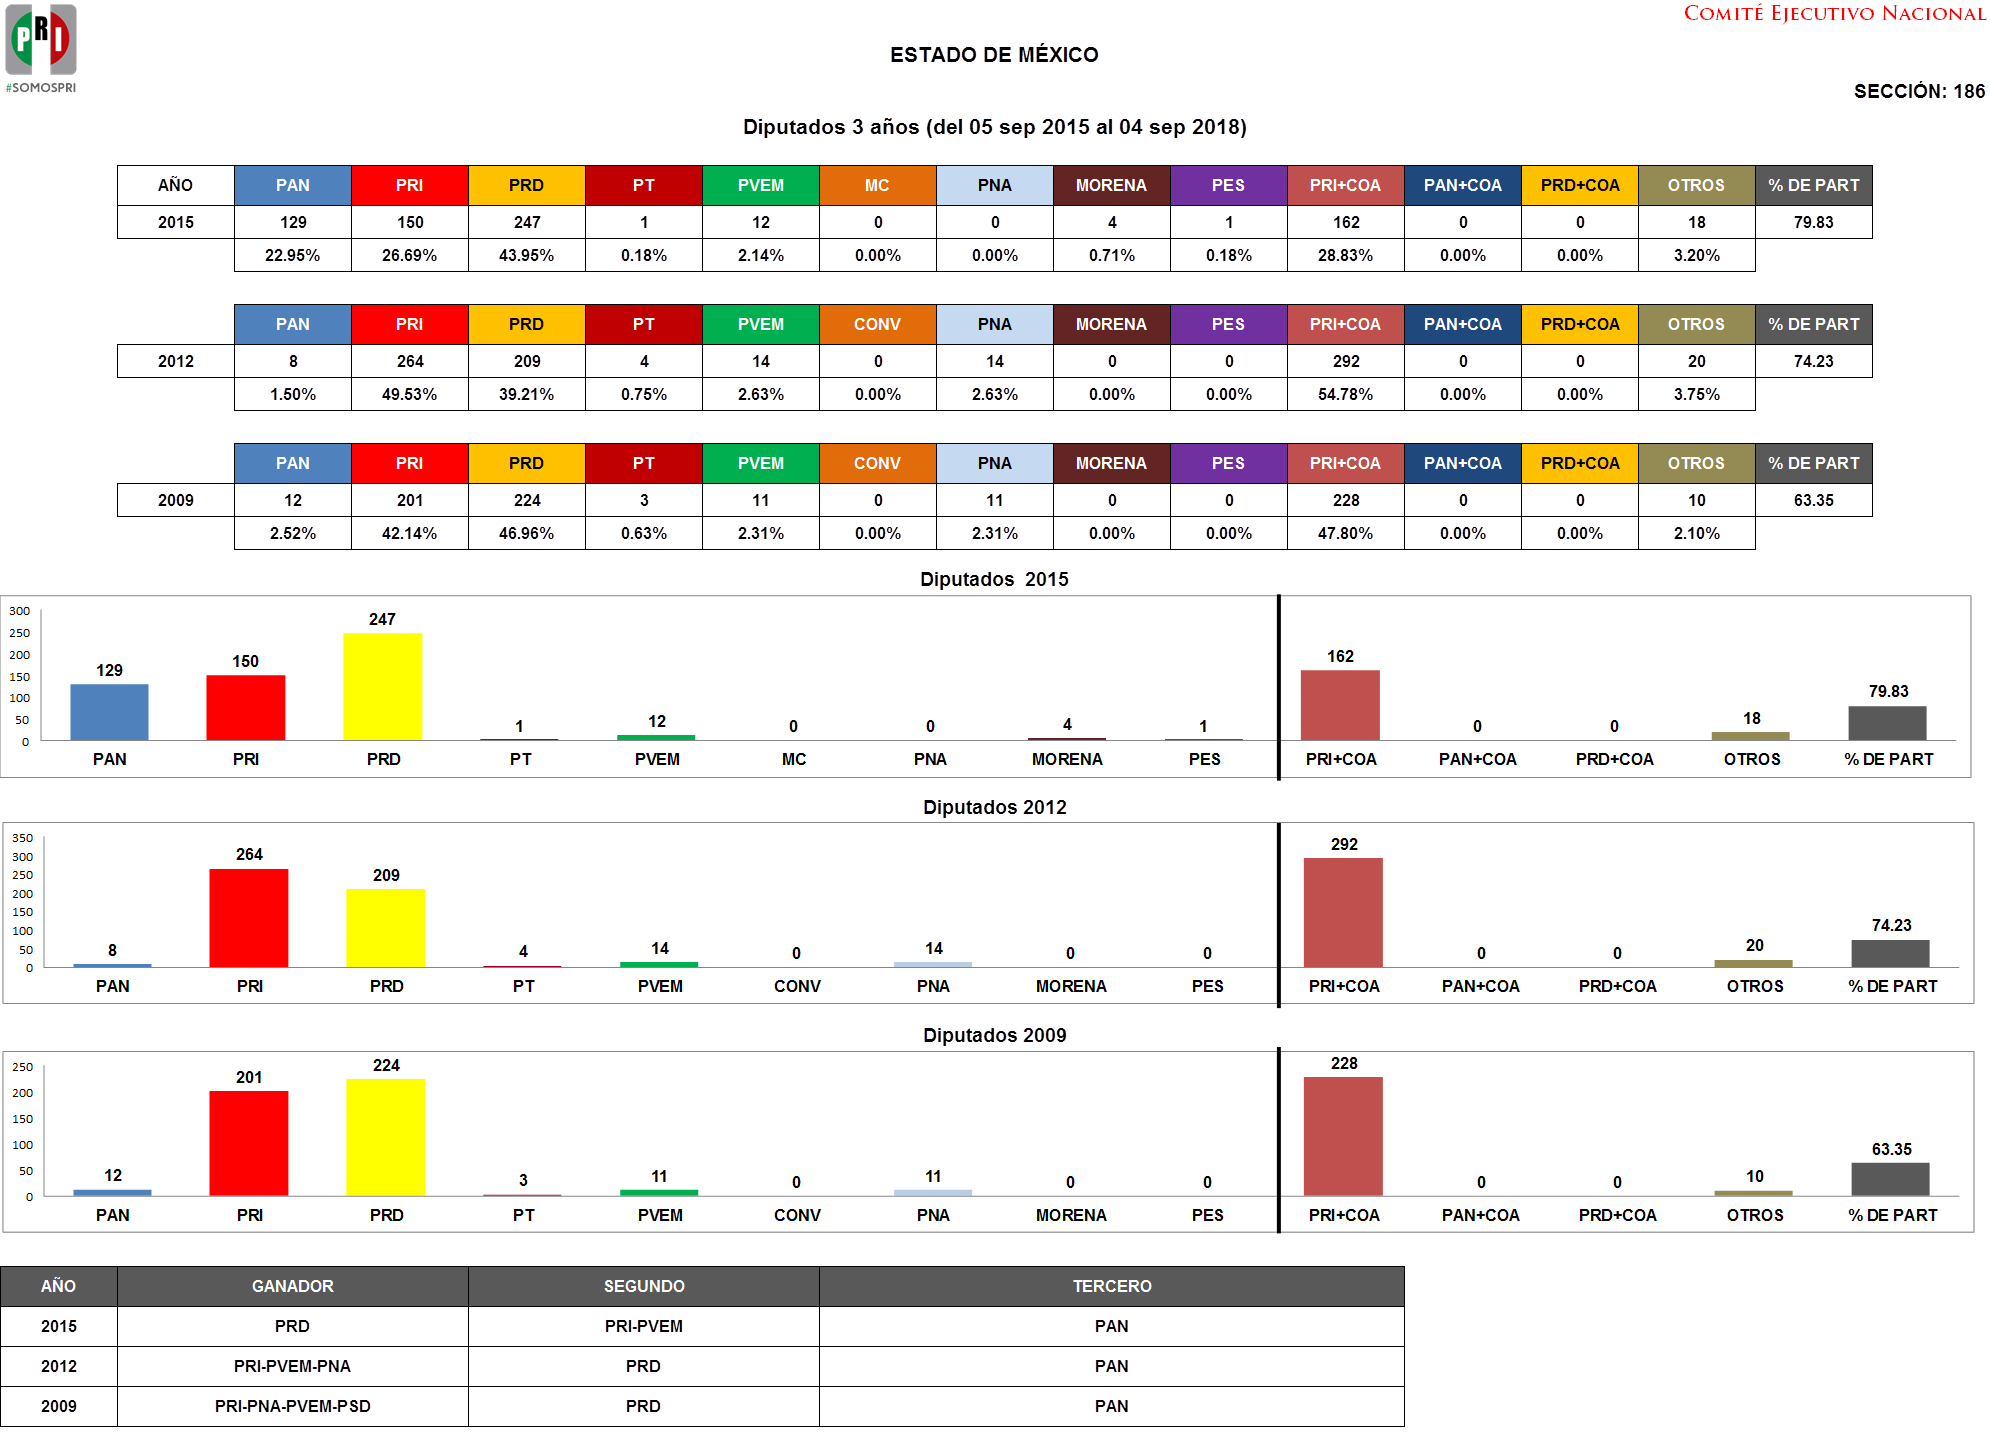 PRI
COMITÉ EJECUTIVO NACIONAL
#SOMOSPRI
ESTADO DE MÉXICO
SECCIÓN: 186
Diputados 3 años (del 05 sep 2015 al 04 sep 2018)
AÑO PAN PRI PRD PT PVEM MC PNA MORENA PES PRI+COA PAN+COA PRD+COA OTROS % DE PART
2015 129 150 247 1 12 0 0 4 1 162 0 0 18 79.83
22.95% 26.69% 43.95% 0.18% 2.14% 0.00% 0.00% 0.71% 0.18% 28.83% 0.00% 0.00% 3.20%
PAN PRI PRD PT PVEM CONV PNA MORENA PES PRI+COA PAN+COA PRD+COA OTROS % DE PART
2012 8 264 209 4 14 0 14 0 0 292 0 0 20 74.23
1.50% 49.53% 39.21% 0.75% 2.63% 0.00% 2.63% 0.00% 0.00% 54.78% 0.00% 0.00% 3.75%
PAN PRI PRD PT PVEM CONV PNA MORENA PES PRI+COA PAN+COA PRD+COA OTROS % DE PART
2009 12 201 224 3 11 0 11 0 0 228 0 0 10 63.35
2.52% 42.14% 46.96% 0.63% 2.31% 0.00% 2.31% 0.00% 0.00% 47.80% 0.00% 0.00% 2.10%
Diputados 2015
300
250
200
150
100
50
0
129 150 247 1 12 0 0 4 1 162 0 0 18 79.83
PAN PRI PRD PT PVEM MC PNA MORENA PES PRI+COA PAN+COA PRD+COA OTROS % DE PART
Diputados 2012
350
300
250
200
150
100
50
0
8 264 209 4 14 0 14 0 0 292 0 0 20 74.23
PAN PRI PRD PT PVEM CONV PNA MORENA PES PRI+COA PAN+COA PRD+COA OTROS % DE PART
Diputados 2009
250
200
150
100
50
0
12 201 224 3 11 0 11 0 0 228 0 0 10 63.35
PAN PRI PRD PT PVEM CONV PNA MORENA PES PRI+COA PAN+COA PRD+COA OTROS % DE PART
AÑO GANADOR SEGUNDO TERCERO
2015 PRD PRI-PVEM PAN
2012 PRI-PVEM-PNA PRD PAN
2009 PRI-PNA-PVEM-PSD PRD PAN